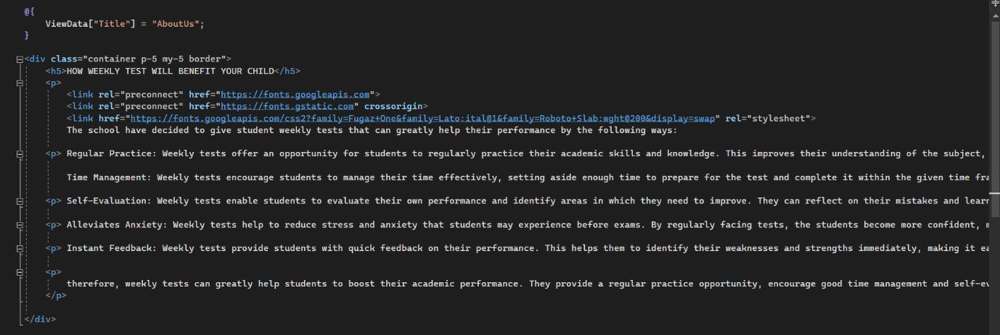 @{
ViewData["Title"] = "AboutUs";
}
<div class="container p-5 my-5 border">
<h5>HOW WEEKLY TEST WILL BENEFIT YOUR CHILD</h5>
<p>
<link rel="preconnect" href="https://fonts.googleapis.com">
<link rel="preconnect" href="https://fonts.gstatic.com" crossorigin>
<link href="https://fonts.googleapis.com/css2?family=Fugaz+One&family=Lato:ital@1&family=Roboto+Slab:wght@200&display=swap" rel="stylesheet">
The school have decided to give student weekly tests that can greatly help their performance by the following ways:
<p> Regular Practice: Weekly tests offer an opportunity for students to regularly practice their academic skills and knowledge. This improves their understanding of the subject,
Time Management: Weekly tests encourage students to manage their time effectively, setting aside enough time to prepare for the test and complete it within the given time fra
<p> Self-Evaluation: Weekly tests enable students to evaluate their own performance and identify areas in which they need to improve. They can reflect on their mistakes and learn
<p> Alleviates Anxiety: Weekly tests help to reduce stress and anxiety that students may experience before exams. By regularly facing tests, the students become more confident,
<p> Instant Feedback: Weekly tests provide students with quick feedback on their performance. This helps them to identify their weaknesses and strengths immediately, making it ea
<p>
therefore, weekly tests can greatly help students to boost their academic performance. They provide a regular practice opportunity, encourage good time management and self-ev
</p>
</div>